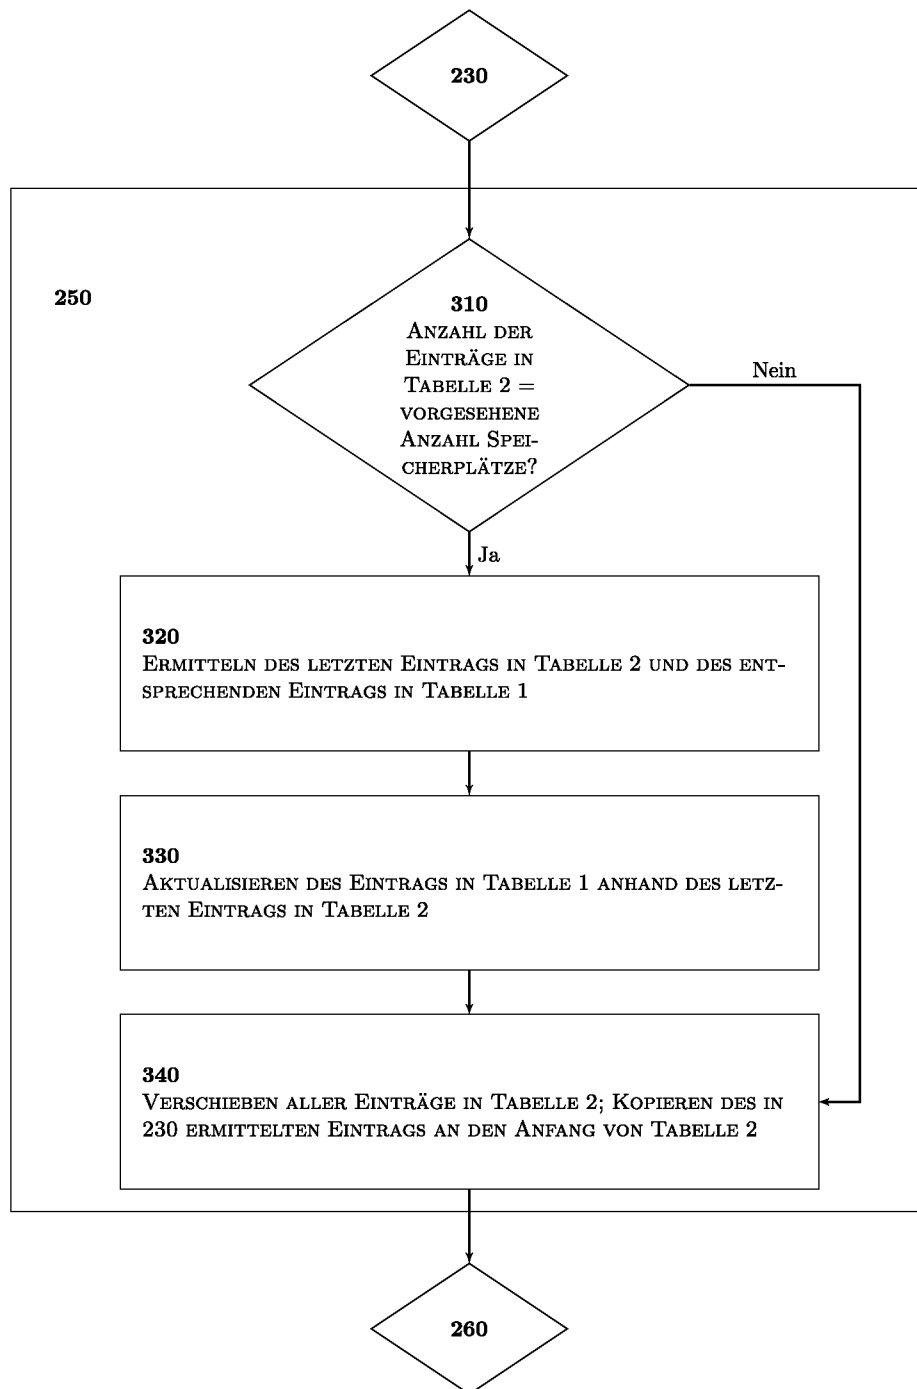 230
250
310
Anzahl der
Einträge in
Tabelle 2 =
vorgesehene
Anzahl Spei-
cherplätze?
Nein
Ja
320
Ermitteln des letzten Eintrags in Tabelle 2 und des ent-
sprechenden Eintrags in Tabelle 1
330
Aktualisieren des Eintrags in Tabelle 1 anhand des letz-
ten Eintrags in Tabelle 2
340
Verschieben aller Einträge in Tabelle 2; Kopieren des in
230 ermittelten Eintrags an den Anfang von Tabelle 2
260